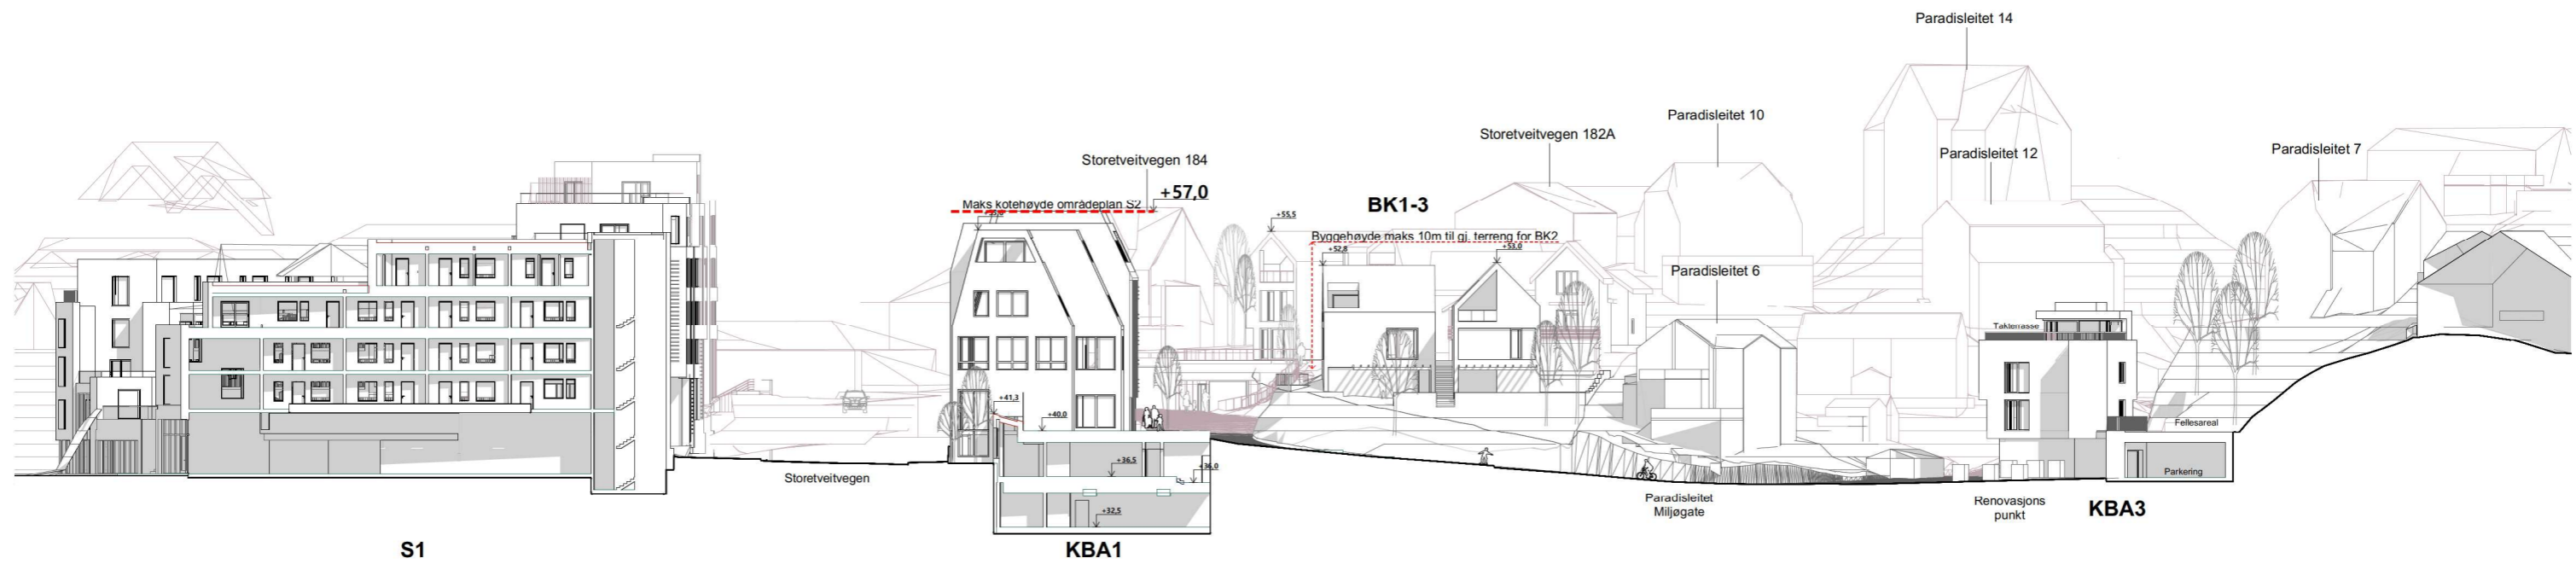 Paradisleitet 14
Paradisleitet 10
Storetveitvegen 182A
Paradisleitet 7
Paradisleitet 12
Storetveitvegen 184
+57,0
Maks kotehøyde områdeplan S2
BK1-3
+55,5
Byggehøyde maks 10m til gj. terreng for BK2
+52,8
+53,0
Paradisleitet 6
Takterrasse
+41,3
+40,0
Fellesareal
+36,5
+36,0
Parkering
Storetveitvegen
Paradisleitet
Miljøgate
Renovasjons
punkt
KBA3
+32,5
S1
KBA1